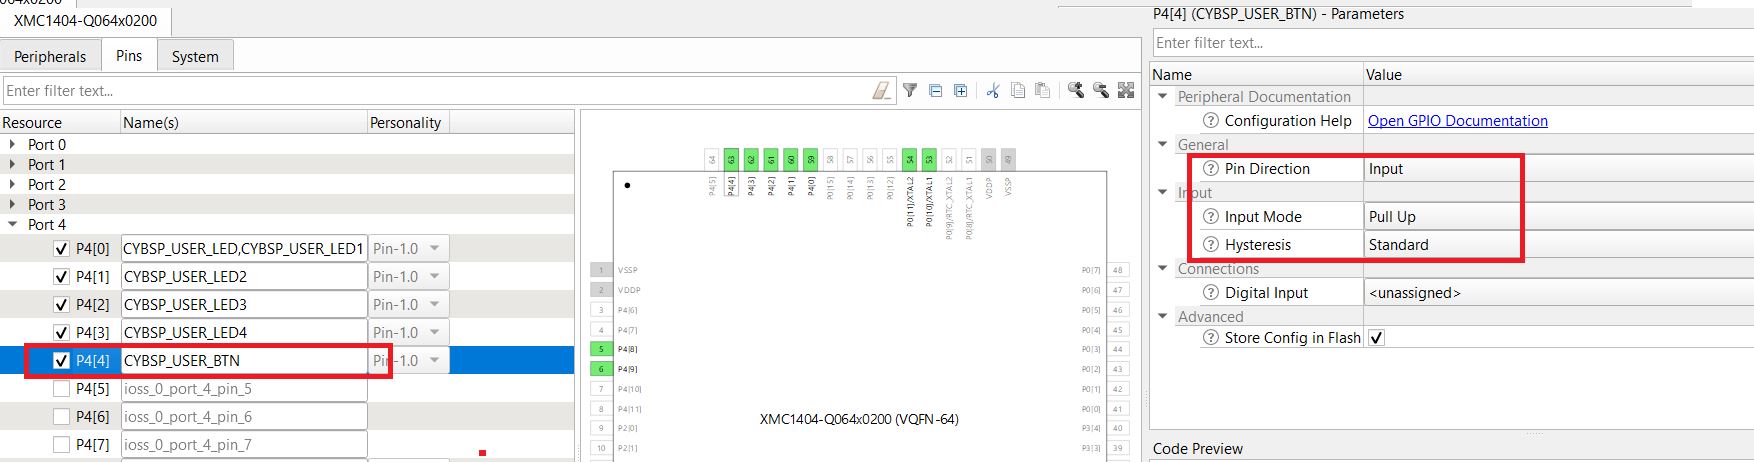 XMC1404-Q064x0200
Peripherals Pins System
Enter filter text...
Resource Name(s) Personality
Port 0
Port 1
Port 2
Port 3
Port 4
P4[0] CYBSP_USER_LED,CYBSP_USER_LED1 Pin-1.0
P4[1] CYBSP_USER_LED2 Pin-1.0
P4[2] CYBSP_USER_LED3 Pin-1.0
P4[3] CYBSP_USER_LED4 Pin-1.0
P4[4] CYBSP_USER_BTN Pin-1.0
P4[5] ioss_0_port_4_pin_5
P4[6] ioss_0_port_4_pin_6
P4[7] ioss_0_port_4_pin_7
64 63 62 61 60 59 58 57 56 55 54 53 52 51 50 49
P4[5] P4[4] P4[3] P4[2] P4[1] P4[0] P0[15] P0[14] P0[13] P0[12] P0[11]/XTAL2 P0[10]/XTAL1 P0[9]/RTC_XTAL2 P0[8]/RTC_XTAL1 VDDP VSSP
1 VSSP P0[7] 48
2 VDDP P0[6] 47
3 P4[6] P0[5] 46
4 P4[7] P0[4] 45
5 P4[8] P0[3] 44
6 P4[9] P0[2] 43
7 P4[10] P0[1] 42
8 P4[11] P0[0] 41
9 P2[0] P3[4] 40
10 P2[1] P3[3] 39
XMC1404-Q064x0200 (VQFN-64)
P4[4] (CYBSP_USER_BTN) - Parameters
Enter filter text...
Name Value
Peripheral Documentation
Configuration Help Open GPIO Documentation
General
Pin Direction Input
Input
Input Mode Pull Up
Hysteresis Standard
Connections
Digital Input <unassigned>
Advanced
Store Config in Flash
Code Preview